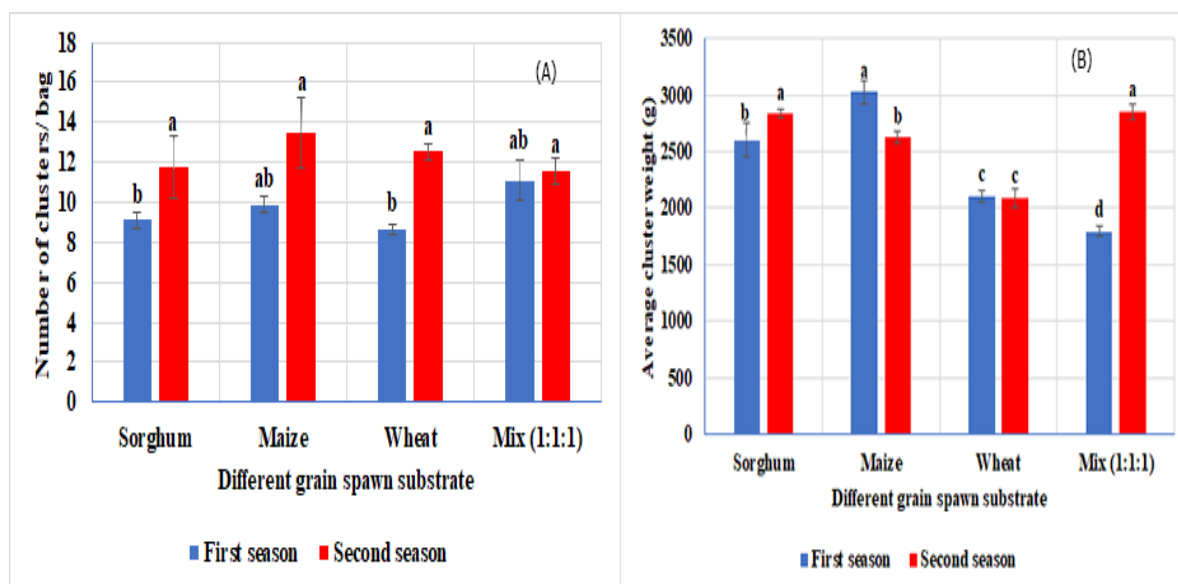 (A)
Number of clusters/ bag
18
16
14
12
10
8
6
4
2
0
b a ab a b a ab a
Sorghum Maize Wheat Mix (1:1:1)
Different grain spawn substrate
First season Second season
(B)
Average cluster weight (g)
3500
3000
2500
2000
1500
1000
500
0
b a a b c c d a
Sorghum Maize Wheat Mix (1:1:1)
Different grain spawn substrate
First season Second season